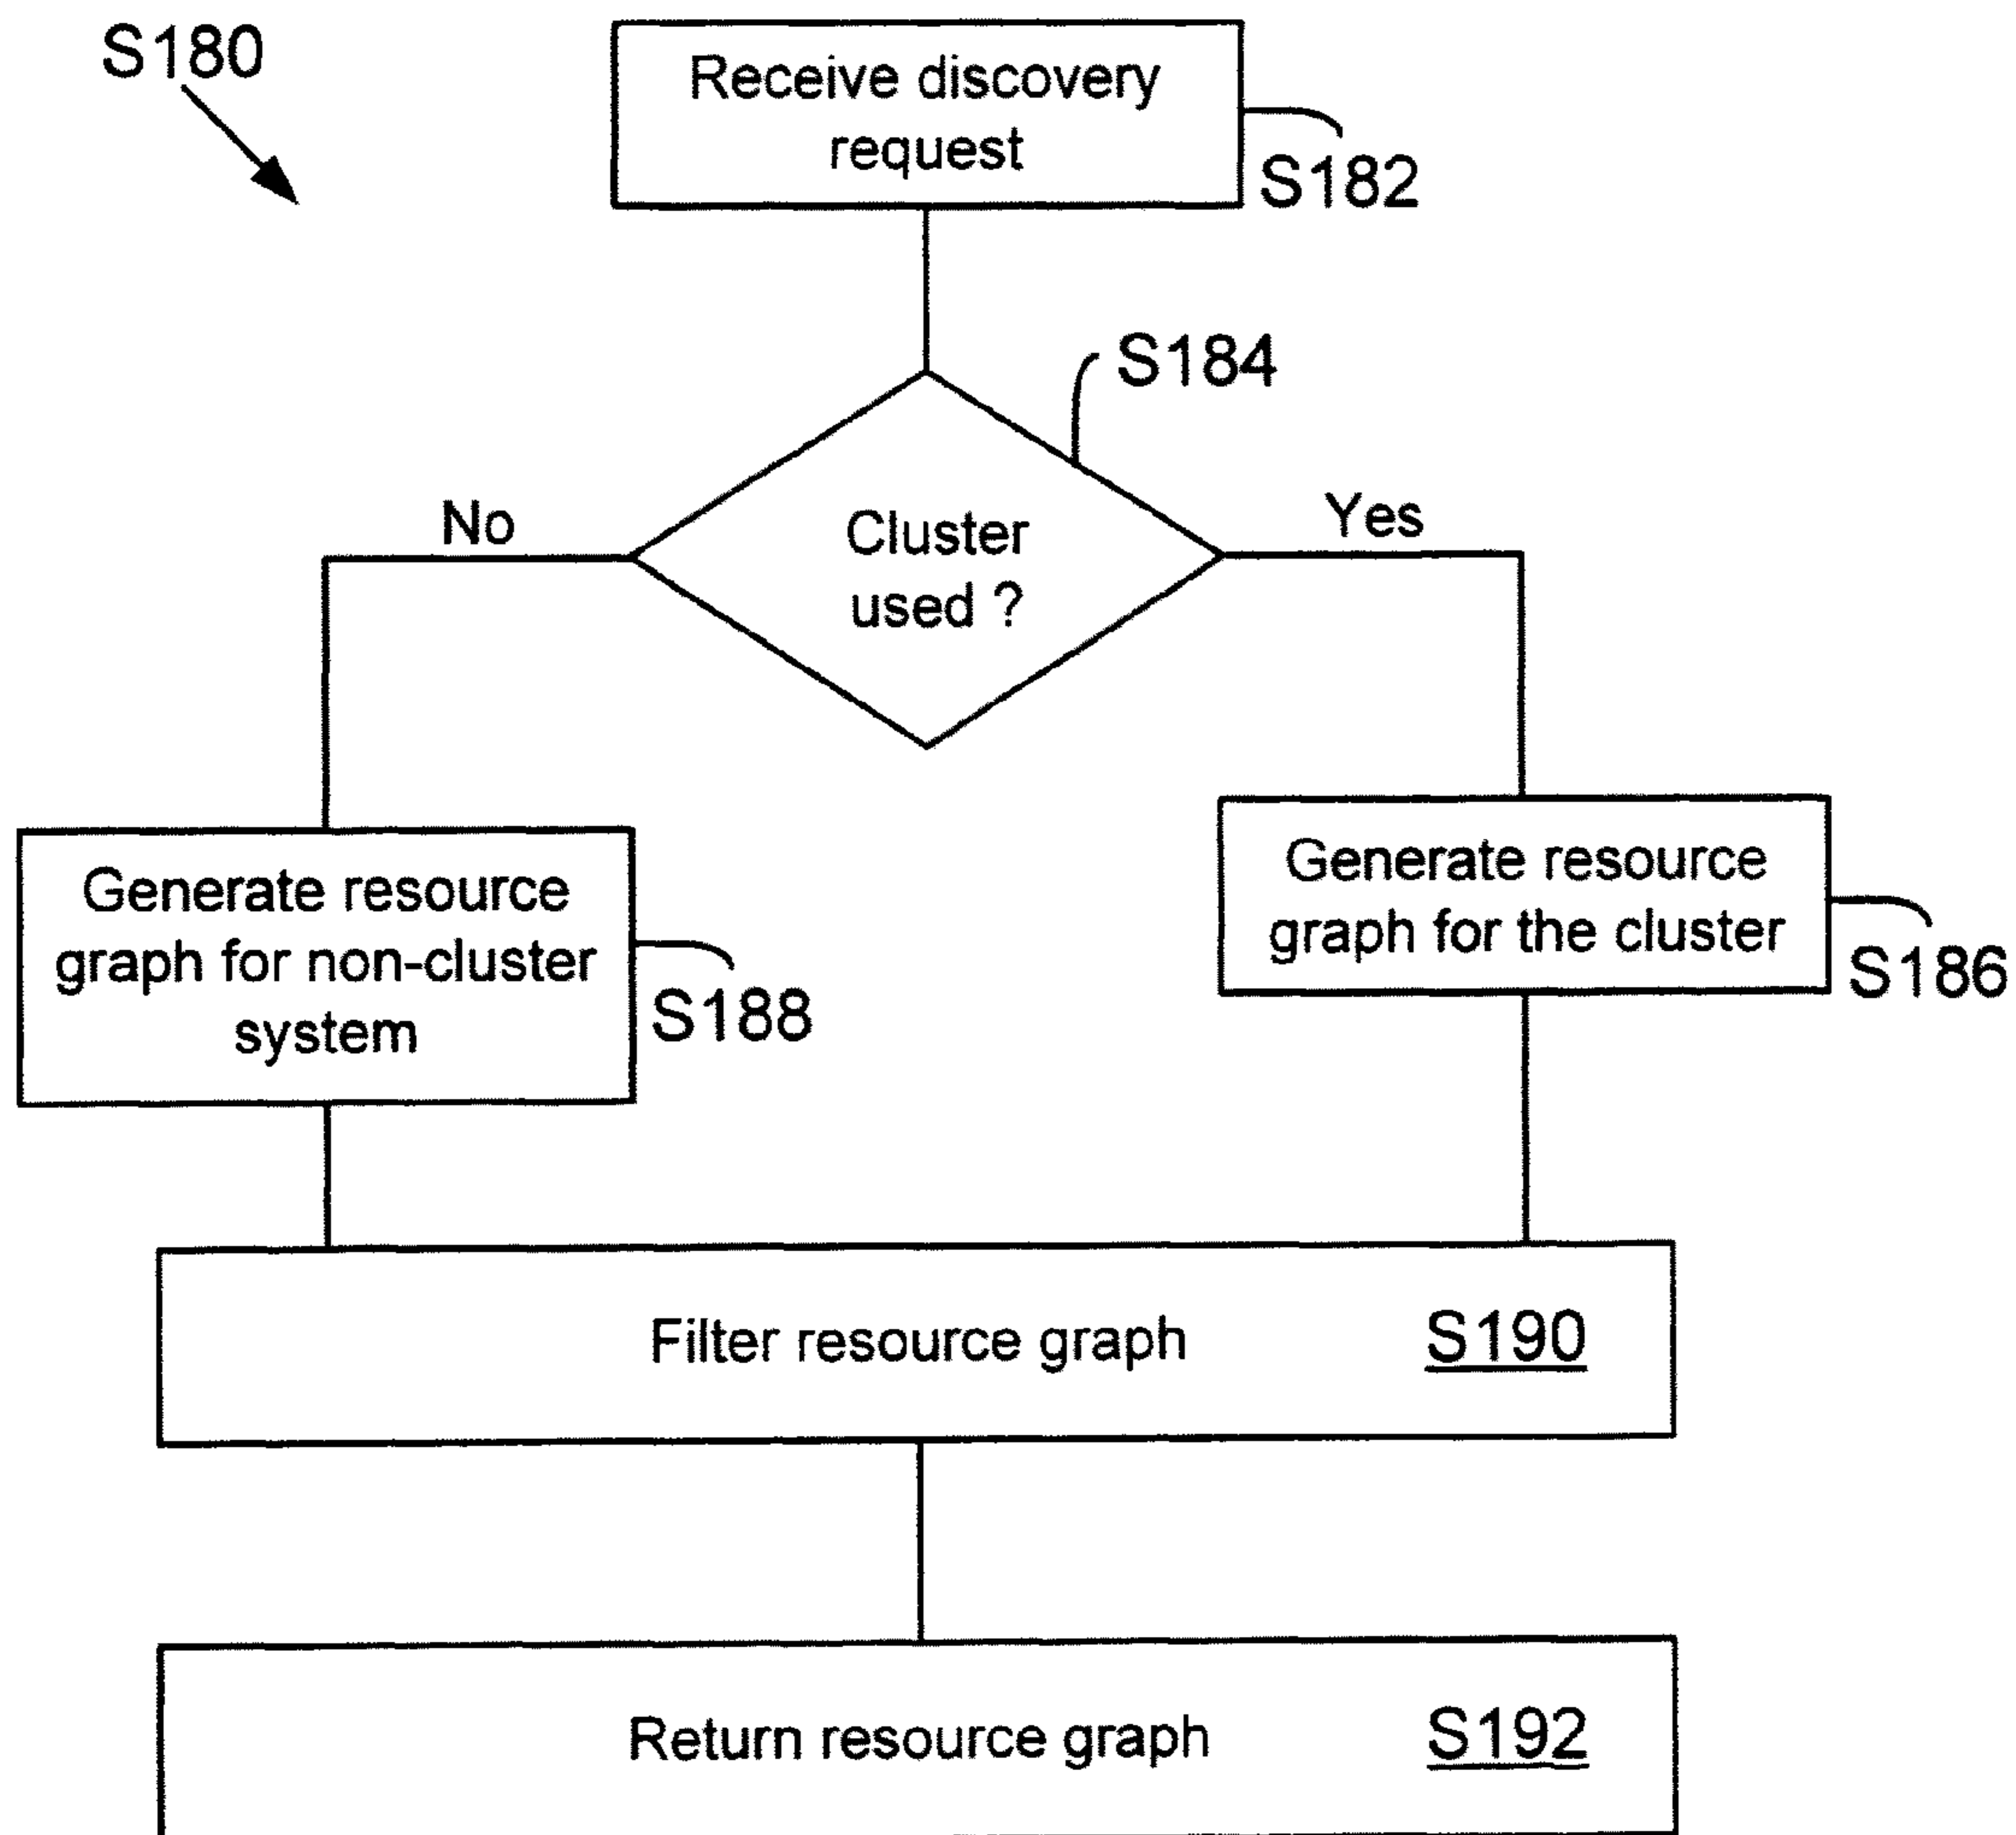 S180
Receive discovery
request
S182
S184
No
Yes
Cluster
used ?
Generate resource
graph for non-cluster
system
S188
Generate resource
graph for the cluster
S186
Filter resource graph S190
Return resource graph S192